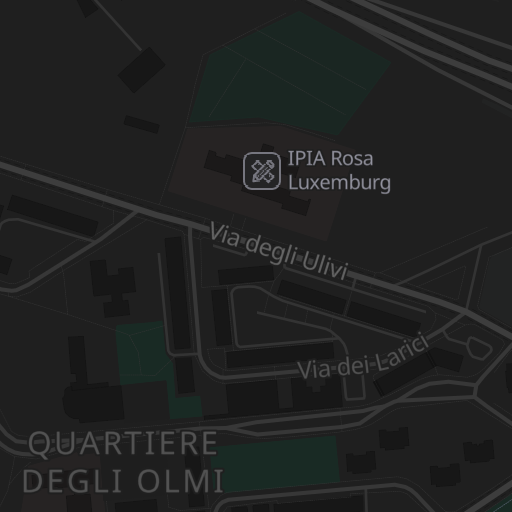 IPIA Rosa
Luxemburg
Via degli Ulivi
Via dei Larici
QUARTIERE
DEGLI OLMI